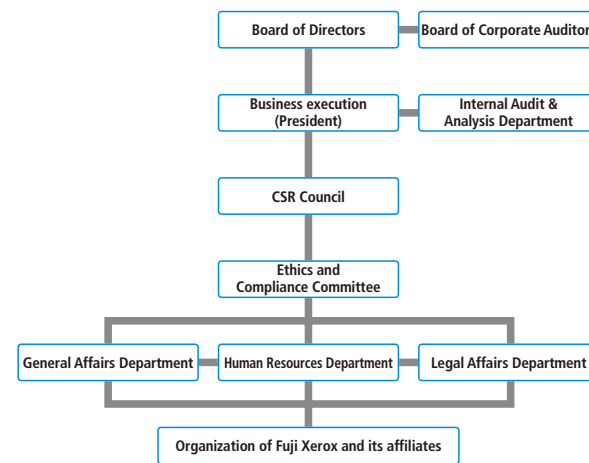 Board of Directors
Board of Corporate Auditor
Business execution
(President)
Internal Audit &
Analysis Department
CSR Council
Ethics and
Compliance Committee
General Affairs Department
Human Resources Department
Legal Affairs Department
Organization of Fuji Xerox and its affiliates